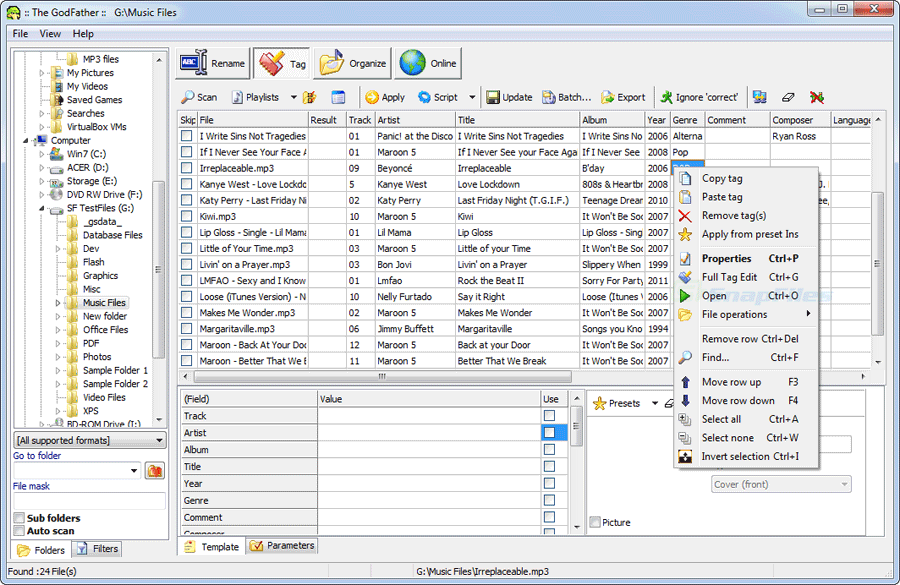 :: The GodFather :: G:\Music Files
File View Help
MP3 files
My Pictures
My Videos
Saved Games
Searches
VirtualBox VMs
Computer
Win7 (C:)
ACER (D:)
Storage (E:)
DVD RW Drive (F:)
SF TestFiles (G:)
_gsdata_
Database Files
Dev
Flash
Graphics
Misc
Music Files
New folder
Office Files
PDF
Photos
Sample Folder 1
Sample Folder 2
Video Files
XPS
BD-ROM Drive (I:)
[All supported formats]
Go to folder
File mask
Sub folders
Auto scan
Folders Filters
Rename Tag Organize Online
Scan Playlists Apply Script Update Batch... Export Ignore 'correct'
Skip File Result Track Artist Title Album Year Genre Comment Composer Language
I Write Sins Not Tragedies 01 Panic! at the Disco I Write Sins Not Tragedies 2006 Alterna Ryan Ross
If I Never See your Face A 01 Maroon 5 If I Never See your Face Aga It Won't Be Soo 2008 Pop
Irreplaceable.mp3 09 Beyoncé Irreplaceable B'day 2006
Kanye West - Love Lockdo 5 Kanye West Love Lockdown 808s & Heartbr 2008
Katy Perry - Last Friday Ni 02 Katy Perry Last Friday Night (T.G.I.F.) Teenage Dream 2010
Kiwi.mp3 10 Maroon 5 Kiwi It Won't Be Soo 2007
Lip Gloss - Single - Lil Mama 01 Lil Mama Lip Gloss Lip Gloss - Singl 2007
Little of Your Time.mp3 03 Maroon 5 Little of your Time It Won't Be Soo 2007
Livin' on a Prayer.mp3 03 Bon Jovi Livin' on a Prayer Slippery When 1999
LMFAO - Sexy and I Know 01 Lmfao Rock the Beat II Sorry For Party 2011
Loose (iTunes Version) - N 10 Nelly Furtado Say it Right Loose (iTunes V 2006
Makes Me Wonder.mp3 02 Maroon 5 Makes Me Wonder It Won't Be Soo 2007
Margaritaville.mp3 06 Jimmy Buffett Margaritaville Songs you Kno 1994
Maroon - Back At Your Doc 12 Maroon 5 Back at your Door It Won't Be Soo 2007
Maroon - Better That We B 11 Maroon 5 Better That We Break It Won't Be Soo 2007
Copy tag
Paste tag
Remove tag(s)
Apply from preset Ins
Properties Ctrl+P
Full Tag Edit Ctrl+G
Open Ctrl+O
File operations
Remove row Ctrl+Del
Find... Ctrl+F
Move row up F3
Move row down F4
Select all Ctrl+A
Select none Ctrl+W
Invert selection Ctrl+I
(Field) Value Use
Track
Artist
Album
Title
Year
Genre
Comment
Composer
Presets
Cover (front)
Picture
Template Parameters
Found :24 File(s) G:\Music Files\Irreplaceable.mp3